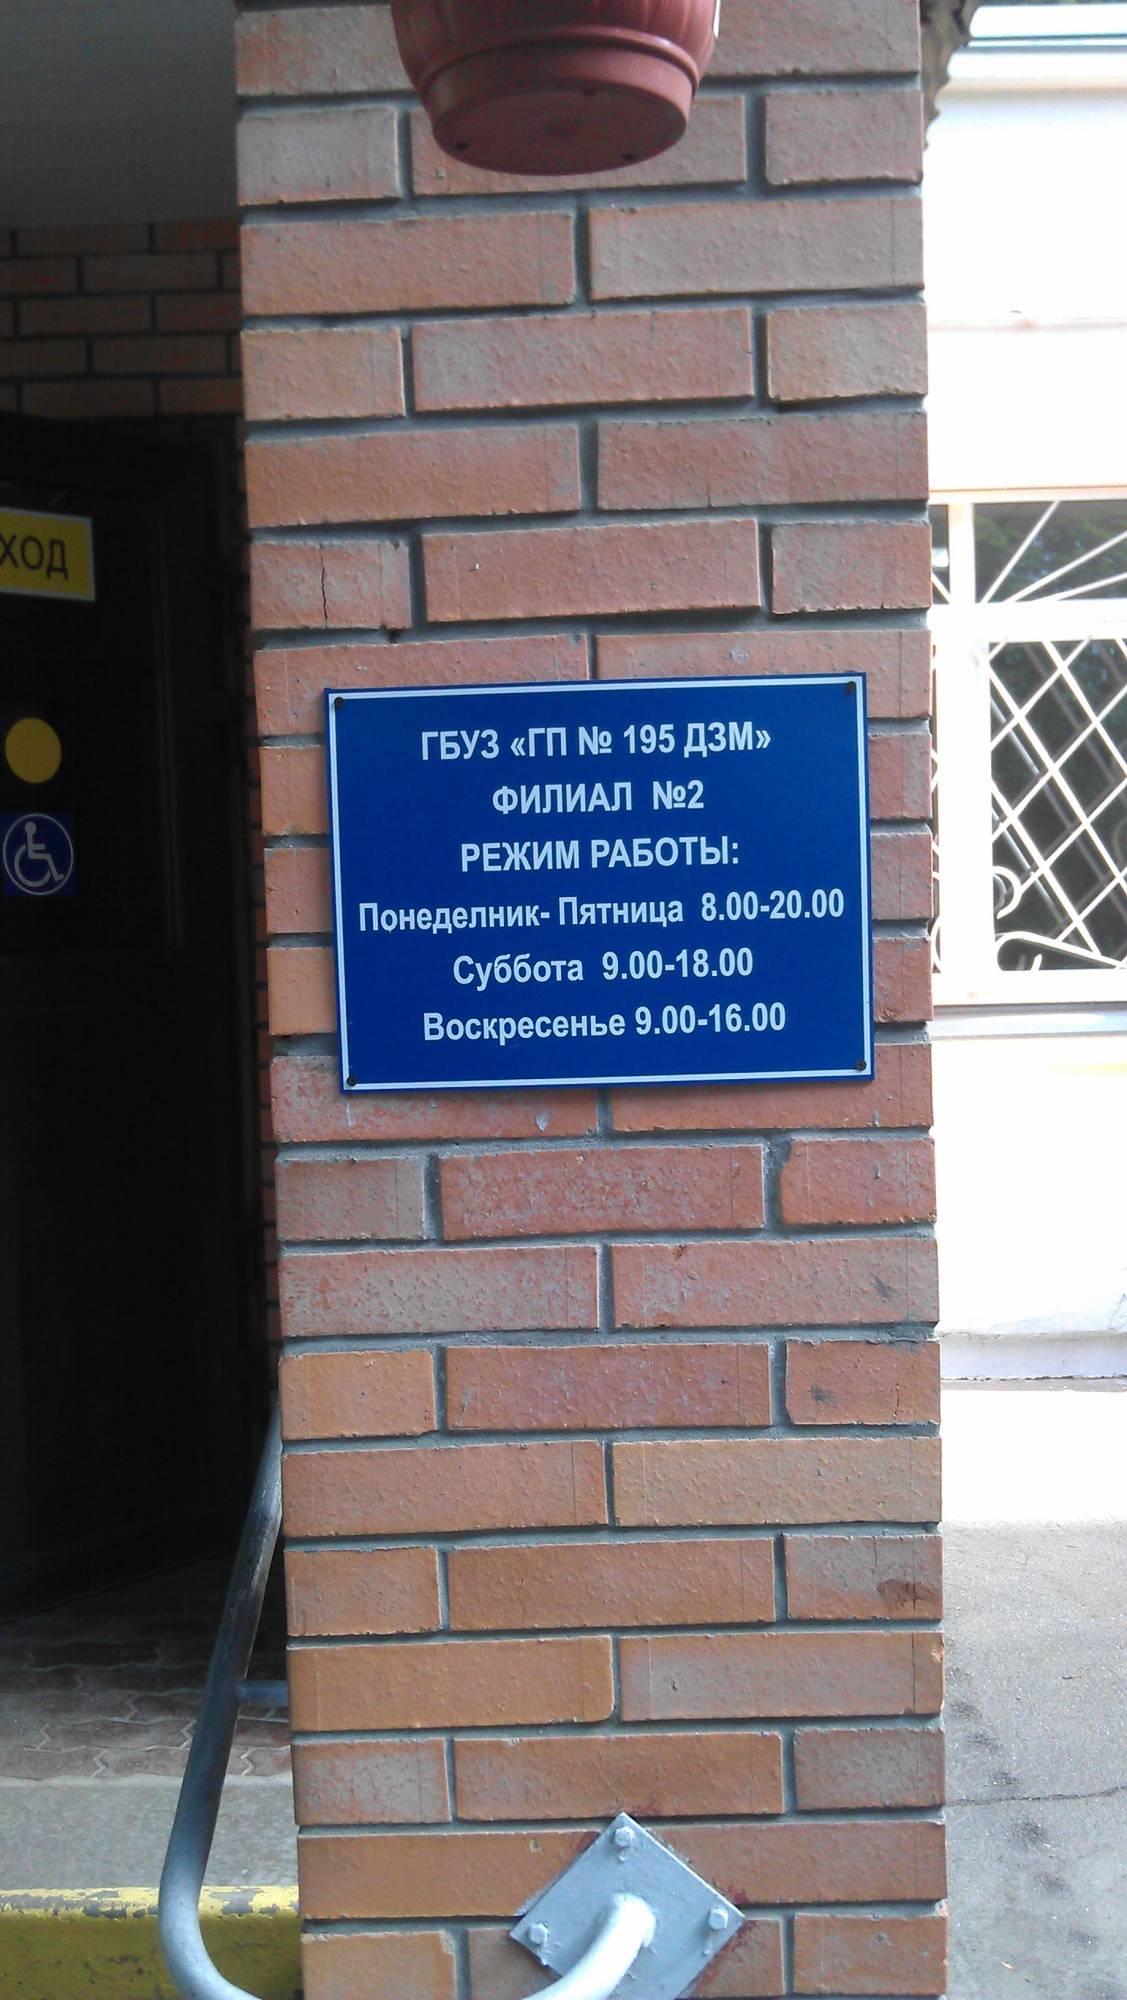 ХОД
ГБУЗ «ГП № 195 ДЗМ»
ФИЛИАЛ №2
РЕЖИМ РАБОТЫ:
Понеделник- Пятница 8.00-20.00
Суббота 9.00-18.00
Воскресенье 9.00-16.00